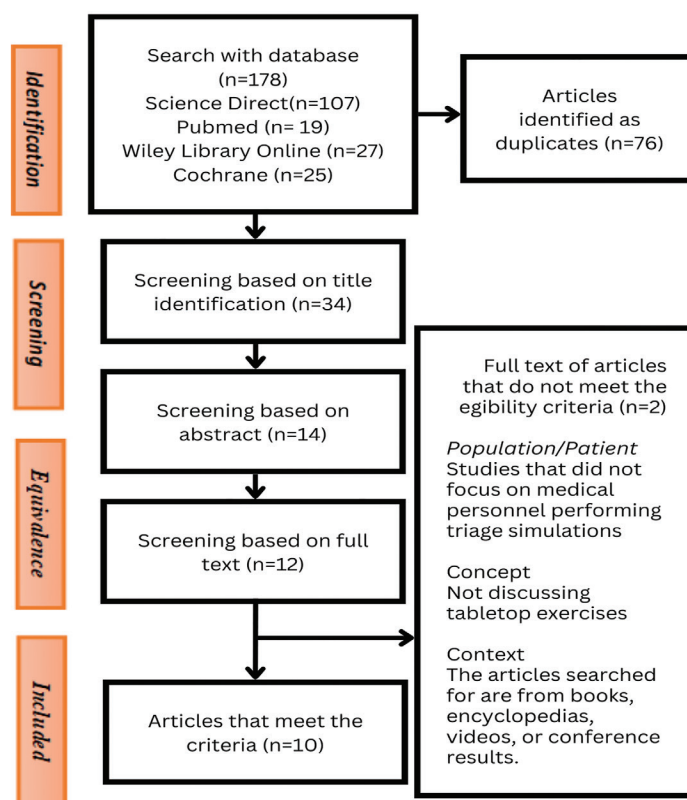 Identification
Search with database
(n=178)
Science Direct(n=107)
Pubmed (n= 19)
Wiley Library Online (n=27)
Cochrane (n=25)
Articles
identified as
duplicates (n=76)
Screening
Screening based on title
identification (n=34)
Screening based on
abstract (n=14)
Equivalence
Screening based on full
text (n=12)
Full text of articles
that do not meet the
egibility criteria (n=2)
Population/Patient
Studies that did not
focus on medical
personnel performing
triage simulations
Concept
Not discussing
tabletop exercises
Context
The articles searched
for are from books,
encyclopedias,
videos, or conference
results.
Included
Articles that meet the
criteria (n=10)